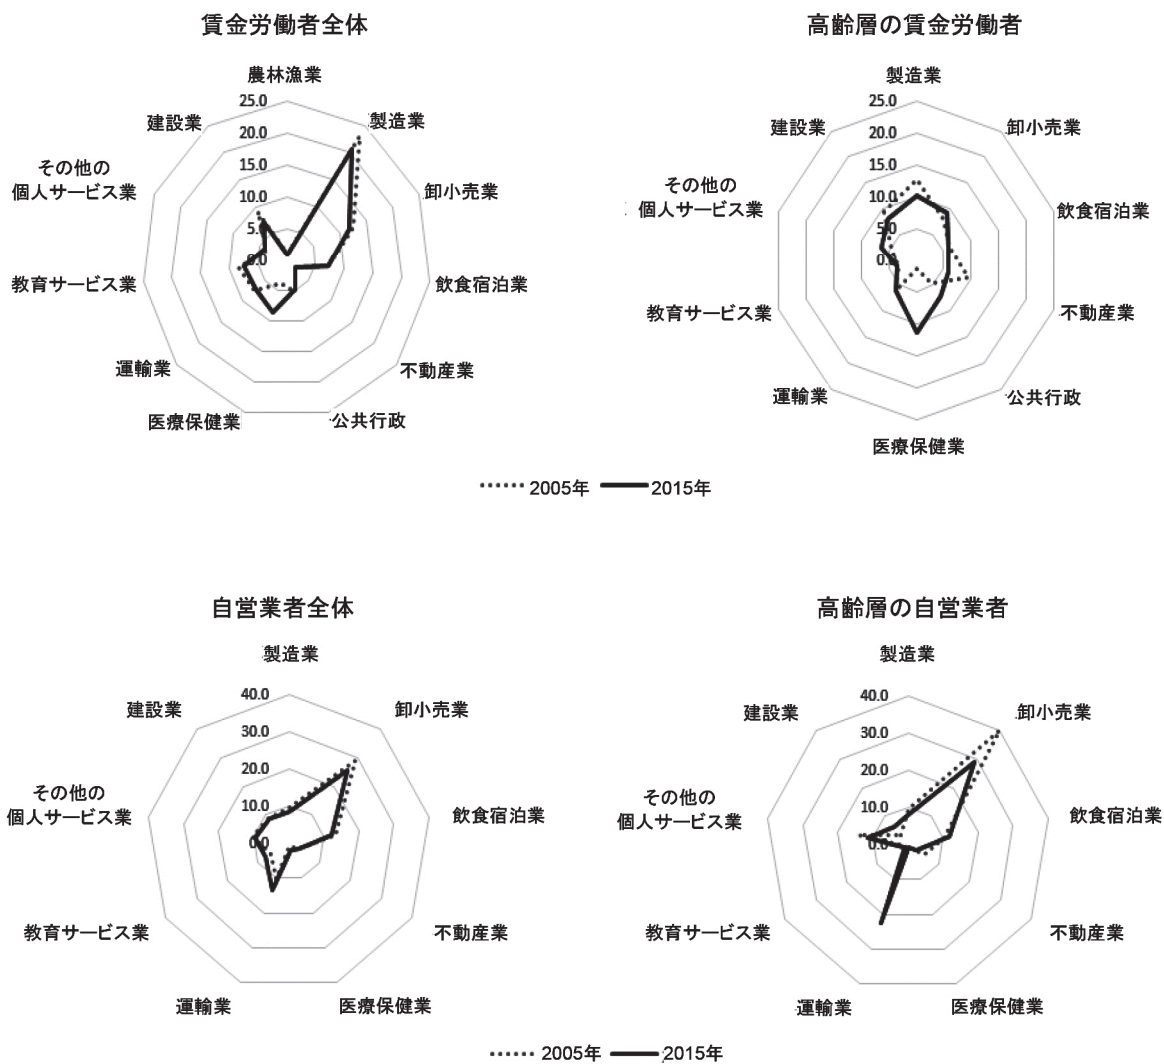 賃金労働者全体
農林漁業
25.0
20.0
15.0
10.0
5.0
0.0
製造業
卸小売業
飲食宿泊業
不動産業
公共行政
医療保健業
運輸業
教育サービス業
その他の
個人サービス業
建設業
高齢層の賃金労働者
製造業
25.0
20.0
15.0
10.0
5.0
0.0
卸小売業
飲食宿泊業
不動産業
公共行政
医療保健業
運輸業
教育サービス業
その他の
個人サービス業
建設業
2005年 2015年
自営業者全体
製造業
40.0
30.0
20.0
10.0
0.0
卸小売業
飲食宿泊業
不動産業
医療保健業
運輸業
教育サービス業
その他の
個人サービス業
建設業
高齢層の自営業者
製造業
40.0
30.0
20.0
10.0
0.0
卸小売業
飲食宿泊業
不動産業
医療保健業
運輸業
教育サービス業
その他の
個人サービス業
建設業
2005年 2015年